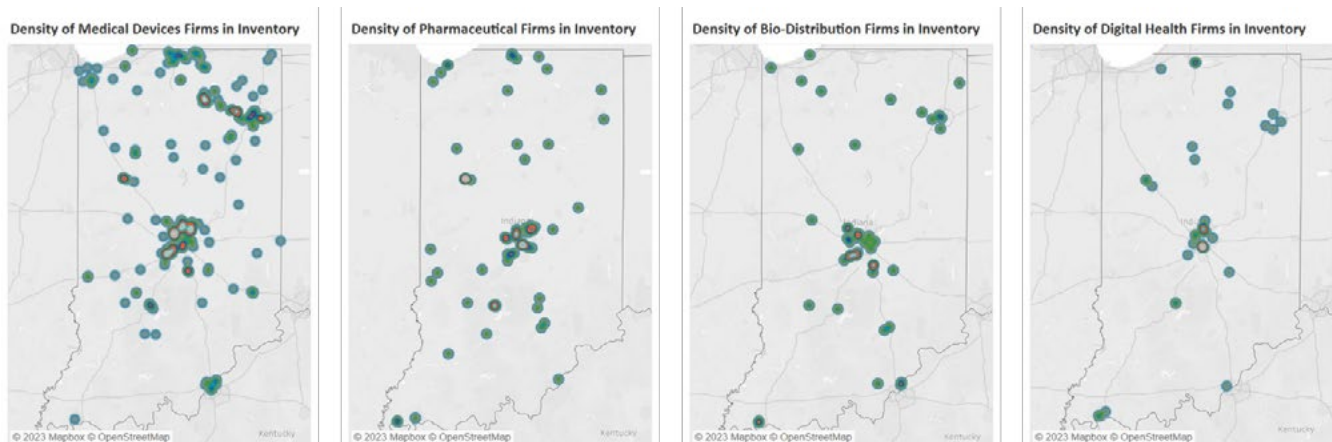 Density of Medical Devices Firms in Inventory
© 2023 Mapbox © OpenStreetMap
Kentucky
Density of Pharmaceutical Firms in Inventory
Indiana
© 2023 Mapbox © OpenStreetMap
Kentucky
Density of Bio-Distribution Firms in Inventory
Indiana
© 2023 Mapbox © OpenStreetMap
Kentucky
Density of Digital Health Firms in Inventory
© 2023 Mapbox © OpenStreetMap
Kentucky